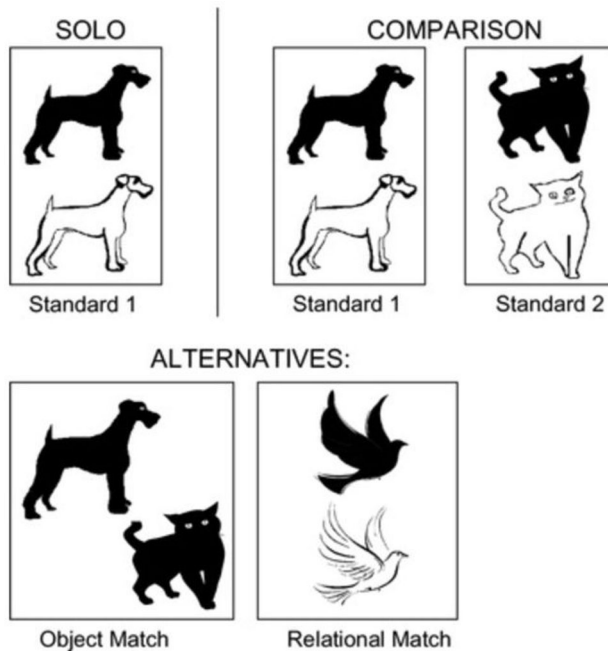 SOLO
COMPARISON
Standard 1
Standard 1
Standard 2
ALTERNATIVES:
Object Match
Relational Match